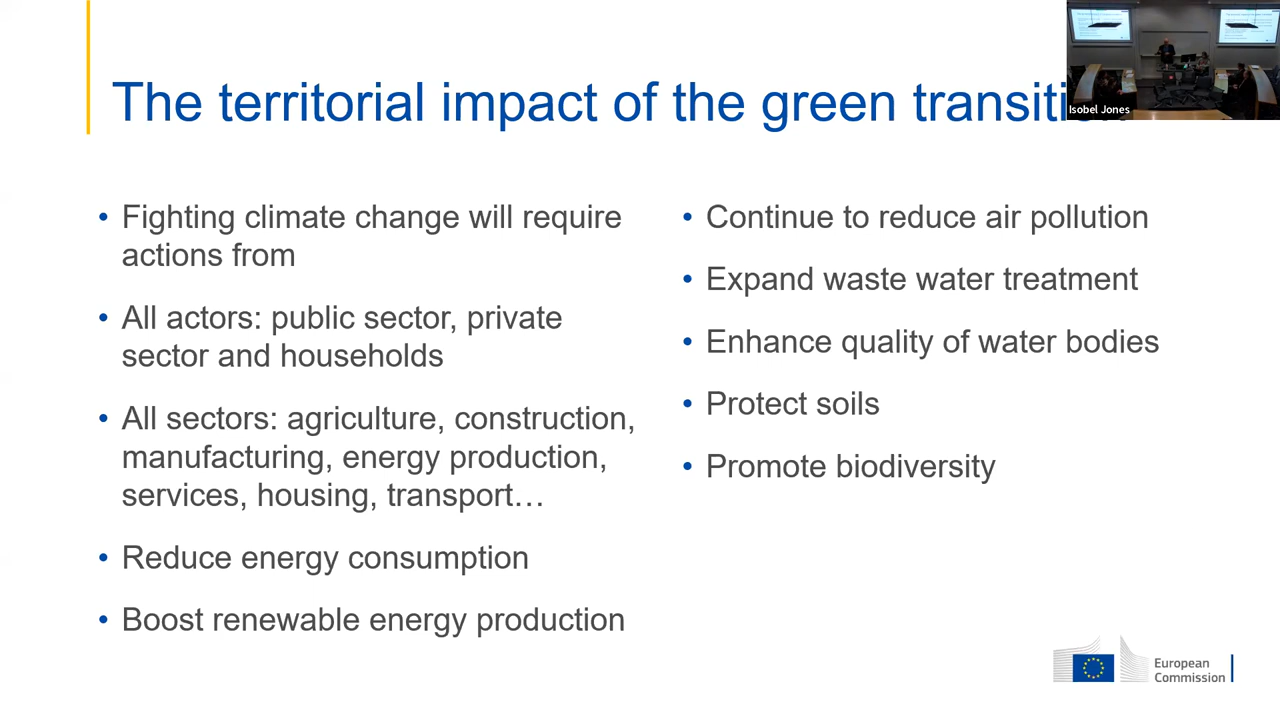 The territorial impact of the green transition
Isobel Jones
• Fighting climate change will require
actions from
• All actors: public sector, private
sector and households
• All sectors: agriculture, construction,
manufacturing, energy production,
services, housing, transport…
• Reduce energy consumption
• Boost renewable energy production
• Continue to reduce air pollution
• Expand waste water treatment
• Enhance quality of water bodies
• Protect soils
• Promote biodiversity
European
Commission